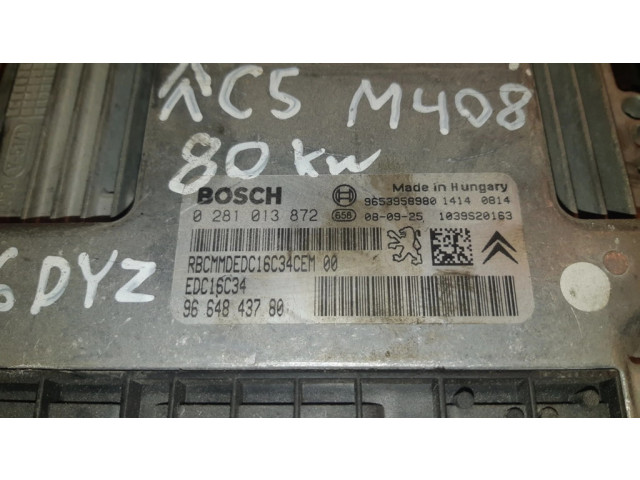 C5 M408
80 kw
BOSCH Made in Hungary
9653958980 1414 0814
0 281 013 872 656 08-09-25 1039S20163
RBCMMDEDC16C34CEM 00
EDC16C34
96 648 437 80
6DYZ